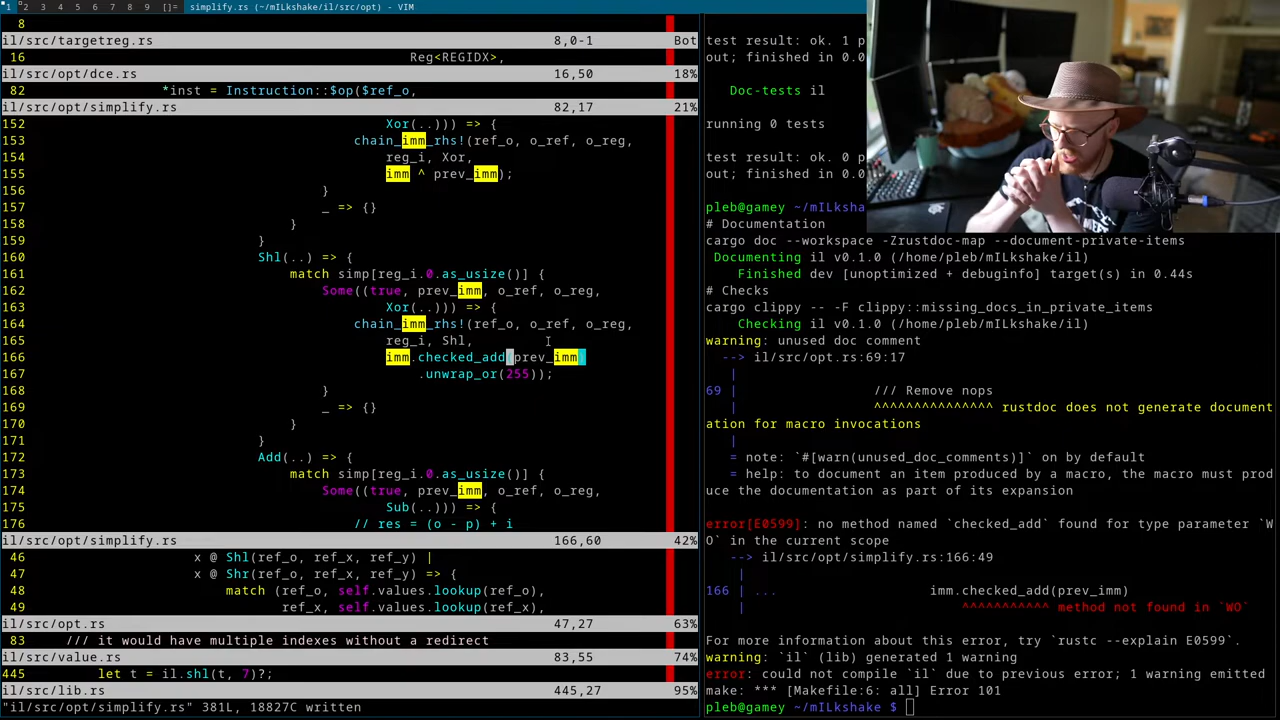 1 2 3 4 5 6 7 8 9 []= simplify.rs (~/mILkshake/il/src/opt) - VIM
8
il/src/targetreg.rs 8,0-1 Bot
16 Reg<REGIDX>,
il/src/opt/dce.rs 16,50 18%
82 *inst = Instruction::$op($ref_o,
il/src/opt/simplify.rs 82,17 21%
152 Xor(..))) => {
153 chain_imm_rhs!(ref_o, o_ref, o_reg,
154 reg_i, Xor,
155 imm ^ prev_imm);
156 }
157 _ => {}
158 }
159 }
160 Shl(..) => {
161 match simp[reg_i.0.as_usize()] {
162 Some((true, prev_imm, o_ref, o_reg,
163 Xor(..))) => {
164 chain_imm_rhs!(ref_o, o_ref, o_reg,
165 reg_i, Shl,
166 imm.checked_add(prev_imm)
167 .unwrap_or(255));
168 }
169 _ => {}
170 }
171 }
172 Add(..) => {
173 match simp[reg_i.0.as_usize()] {
174 Some((true, prev_imm, o_ref, o_reg,
175 Sub(..))) => {
176 // res = (o - p) + i
il/src/opt/simplify.rs 166,60 42%
46 x @ Shl(ref_o, ref_x, ref_y) |
47 x @ Shr(ref_o, ref_x, ref_y) => {
48 match (ref_o, self.values.lookup(ref_o),
49 ref_x, self.values.lookup(ref_x),
il/src/opt.rs 47,27 63%
83 /// it would have multiple indexes without a redirect
il/src/value.rs 83,55 74%
445 let t = il.shl(t, 7)?;
il/src/lib.rs 445,27 95%
"il/src/opt/simplify.rs" 381L, 18827C written
test result: ok. 1 p
out; finished in 0.0
Doc-tests il
running 0 tests
test result: ok. 0 p
out; finished in 0.0
pleb@gamey ~/mILksha
# Documentation
cargo doc --workspace -Zrustdoc-map --document-private-items
Documenting il v0.1.0 (/home/pleb/mILkshake/il)
Finished dev [unoptimized + debuginfo] target(s) in 0.44s
# Checks
cargo clippy -- -F clippy::missing_docs_in_private_items
Checking il v0.1.0 (/home/pleb/mILkshake/il)
warning: unused doc comment
--> il/src/opt.rs:69:17
|
69 | /// Remove nops
| ^^^^^^^^^^^^^^^ rustdoc does not generate document
ation for macro invocations
|
= note: `#[warn(unused_doc_comments)]` on by default
= help: to document an item produced by a macro, the macro must prod
uce the documentation as part of its expansion
error[E0599]: no method named `checked_add` found for type parameter `W
O` in the current scope
--> il/src/opt/simplify.rs:166:49
|
166 | ... imm.checked_add(prev_imm)
| ^^^^^^^^^^^ method not found in `WO`
For more information about this error, try `rustc --explain E0599`.
warning: `il` (lib) generated 1 warning
error: could not compile `il` due to previous error; 1 warning emitted
make: *** [Makefile:6: all] Error 101
pleb@gamey ~/mILkshake $